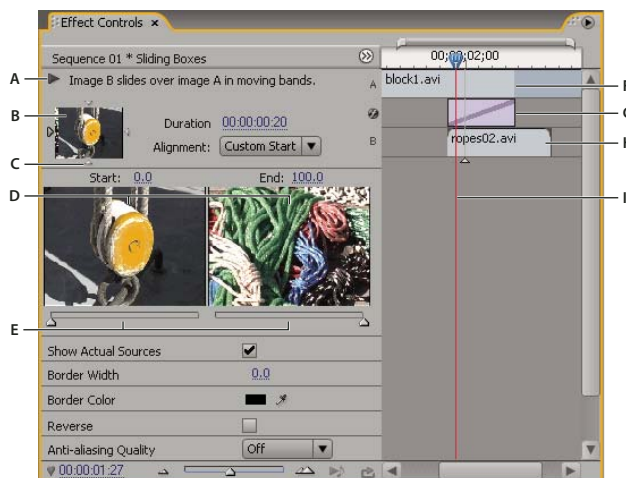 Effect Controls ×
Sequence 01 * Sliding Boxes
00;00;02;00
A
Image B slides over image A in moving bands.
A
block1.avi
B
Duration 00:00:00:20
Alignment: Custom Start
B
ropes02.avi
C
Start: 0.0
End: 100.0
D
I
E
Show Actual Sources
Border Width 0.0
Border Color
Reverse
Anti-aliasing Quality Off
00:00:01:27